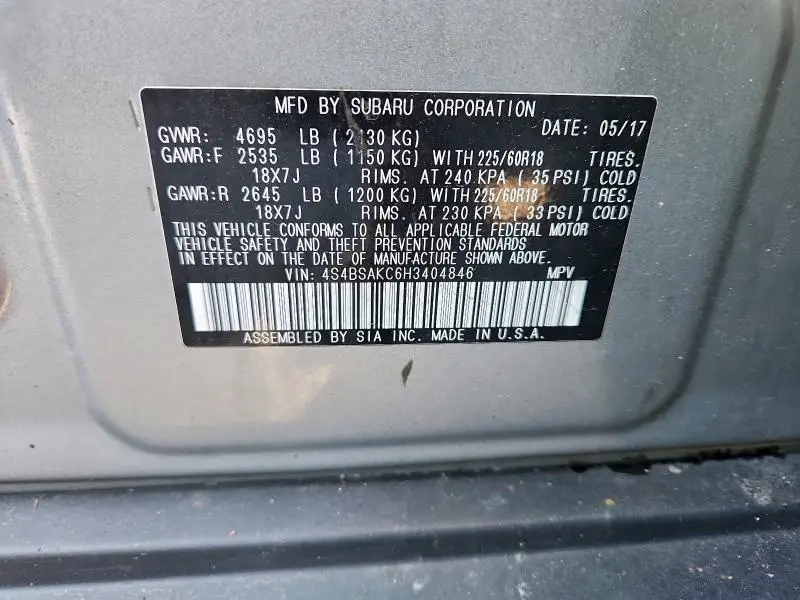 MFD BY SUBARU CORPORATION
DATE: 05/17
GVWR: 4695 LB ( 2130 KG)
GAWR:F 2535 LB ( 1150 KG) WITH 225/60R18 TIRES.
18X7J RIMS. AT 240 KPA ( 35 PSI) COLD
GAWR:R 2645 LB ( 1200 KG) WITH 225/60R18 TIRES.
18X7J RIMS. AT 230 KPA ( 33 PSI) COLD
THIS VEHICLE CONFORMS TO ALL APPLICABLE FEDERAL MOTOR
VEHICLE SAFETY AND THEFT PREVENTION STANDARDS
IN EFFECT ON THE DATE OF MANUFACTURE SHOWN ABOVE.
VIN: 4S4BSAKC6H3404846 MPV
ASSEMBLED BY SIA INC. MADE IN U.S.A.